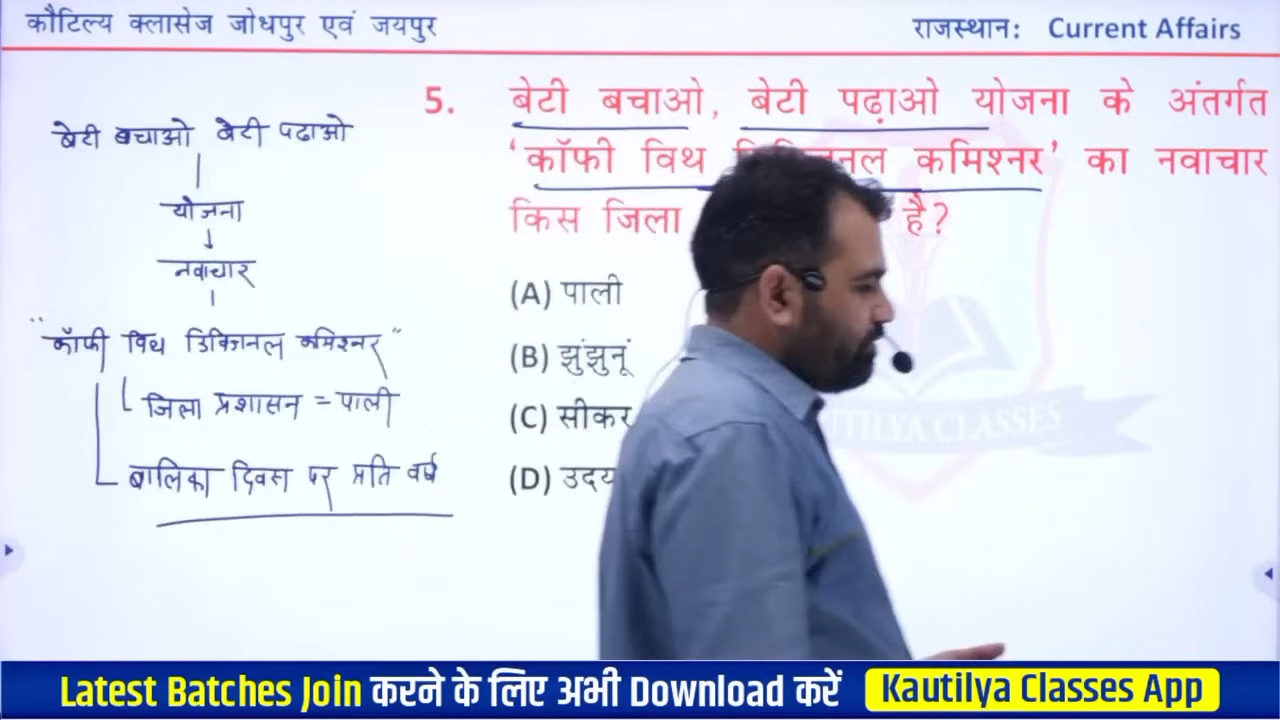 कौटिल्य क्लासेज जोधपुर एवं जयपुर
राजस्थान: Current Affairs
5. बेटी बचाओ, बेटी पढ़ाओ योजना के अंतर्गत
'कॉफी विथ कमिश्नर' का नवाचार
किस जिला है?
(A) पाली
(B) झुंझुनूं
(C) सीकर
(D)
बेटी बचाओ बेटी पढाओ
योजना
नवाचार
"कॉफी विथ डिविजनल कमिश्नर"
जिला प्रशासन = पाली
बालिका दिवस पर प्रति वर्ष
CLASSES
Latest Batches Join करने के लिए अभी Download करें
Kautilya Classes App